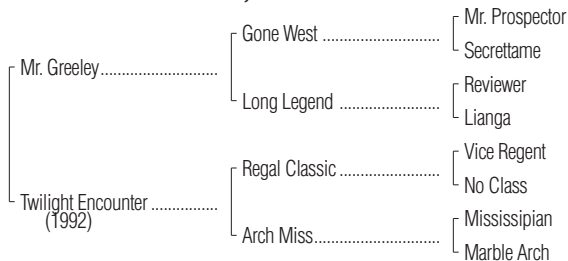 Mr. Prospector
Gone West ........................
Secrettame
Mr. Greeley..........................
Reviewer
Long Legend ....................
Lianga
Vice Regent
Regal Classic ....................
No Class
Twilight Encounter ..............
(1992)
Mississipian
Arch Miss..........................
Marble Arch